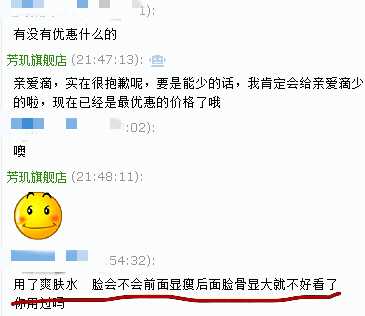 1):
有没有优惠什么的
芳玑旗舰店 (21:47:13):
亲爱滴，实在很抱歉呢，要是能少的话，我肯定会给亲爱滴少
的啦，现在已经是最优惠的价格了哦
:02):
噢
芳玑旗舰店 (21:48:11):
54:32):
用了爽肤水 脸会不会前面显瘦后面脸骨显大就不好看了
你用过吗